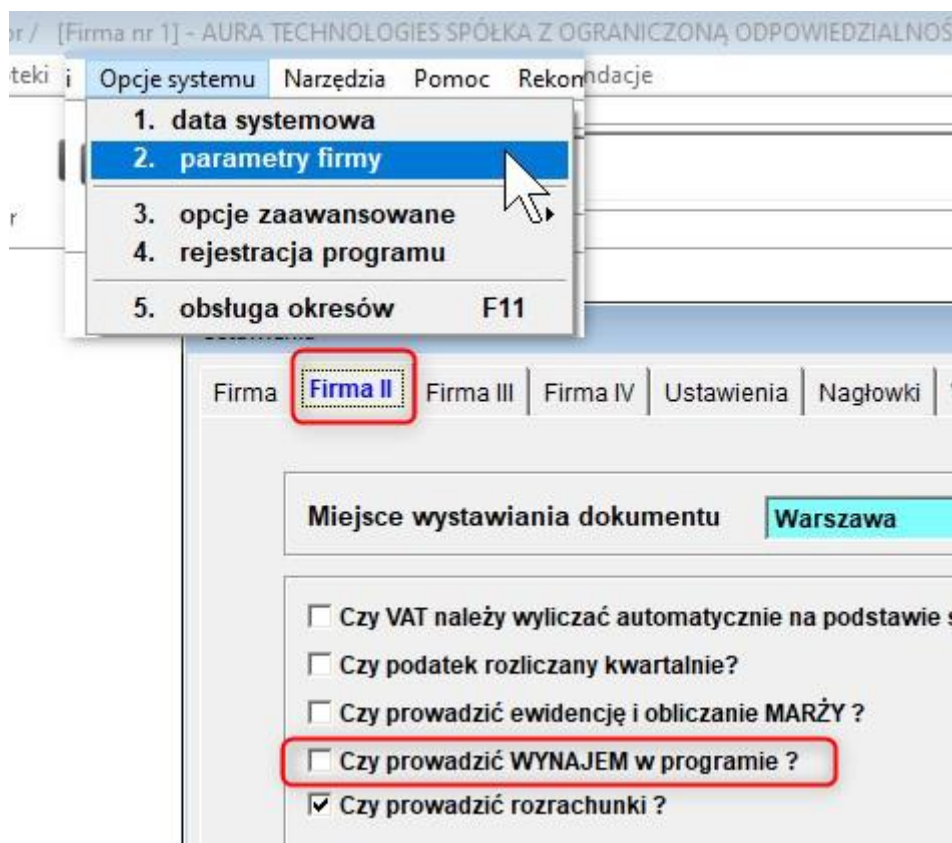 [Firma nr 1] - AURA TECHNOLOGIES SPÓŁKA Z OGRANICZONĄ
Opcje systemu Narzędzia Pomoc
1. data systemowa
2. parametry firmy
3. opcje zaawansowane
4. rejestracja programu
5. obsługa okresów F11
Firma Firma II Firma III Firma IV Ustawienia Nagłowki
Miejsce wystawiania dokumentu Warszawa
Czy VAT należy wyliczać automatycznie na podstawie
Czy podatek rozliczany kwartalnie?
Czy prowadzić ewidencję i obliczanie MARŻY ?
Czy prowadzić WYNAJEM w programie ?
Czy prowadzić rozrachunki ?